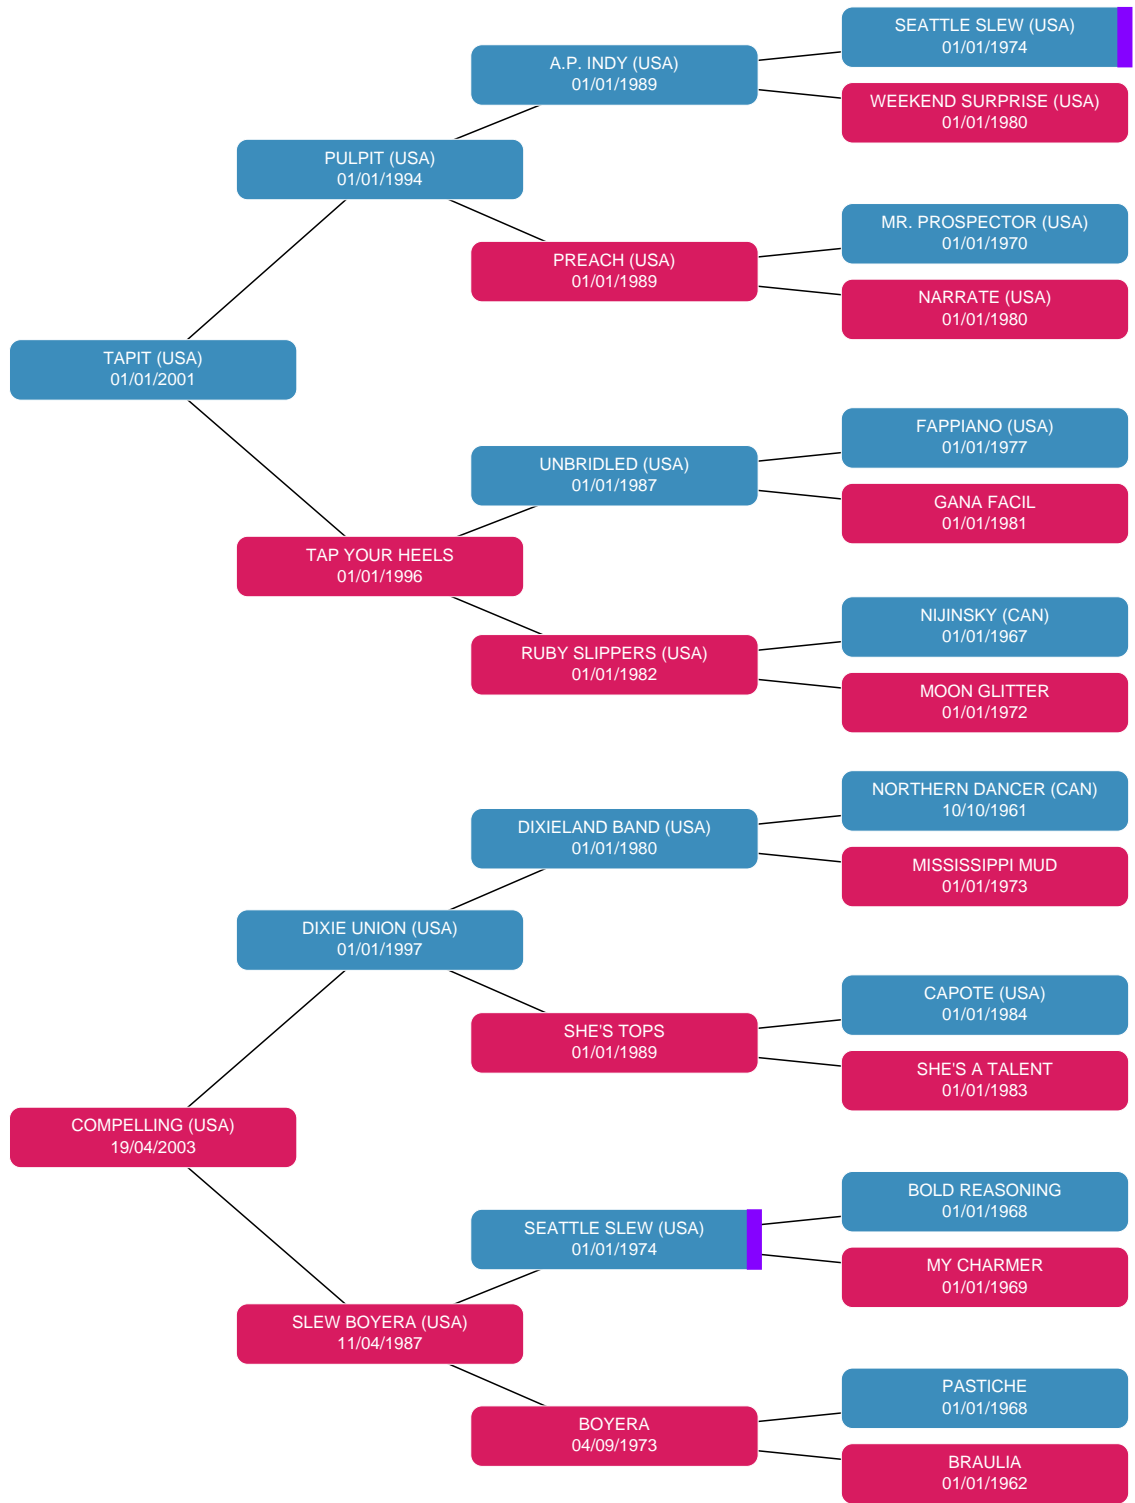 SEATTLE SLEW (USA)
01/01/1974
A.P. INDY (USA)
01/01/1989
WEEKEND SURPRISE (USA)
01/01/1980
PULPIT (USA)
01/01/1994
MR. PROSPECTOR (USA)
01/01/1970
PREACH (USA)
01/01/1989
NARRATE (USA)
01/01/1980
TAPIT (USA)
01/01/2001
FAPPIANO (USA)
01/01/1977
UNBRIDLED (USA)
01/01/1987
GANA FACIL
01/01/1981
TAP YOUR HEELS
01/01/1996
NIJINSKY (CAN)
01/01/1967
RUBY SLIPPERS (USA)
01/01/1982
MOON GLITTER
01/01/1972
NORTHERN DANCER (CAN)
10/10/1961
DIXIELAND BAND (USA)
01/01/1980
MISSISSIPPI MUD
01/01/1973
DIXIE UNION (USA)
01/01/1997
CAPOTE (USA)
01/01/1984
SHE'S TOPS
01/01/1989
SHE'S A TALENT
01/01/1983
COMPELLING (USA)
19/04/2003
BOLD REASONING
01/01/1968
SEATTLE SLEW (USA)
01/01/1974
MY CHARMER
01/01/1969
SLEW BOYERA (USA)
11/04/1987
PASTICHE
01/01/1968
BOYERA
04/09/1973
BRAULIA
01/01/1962